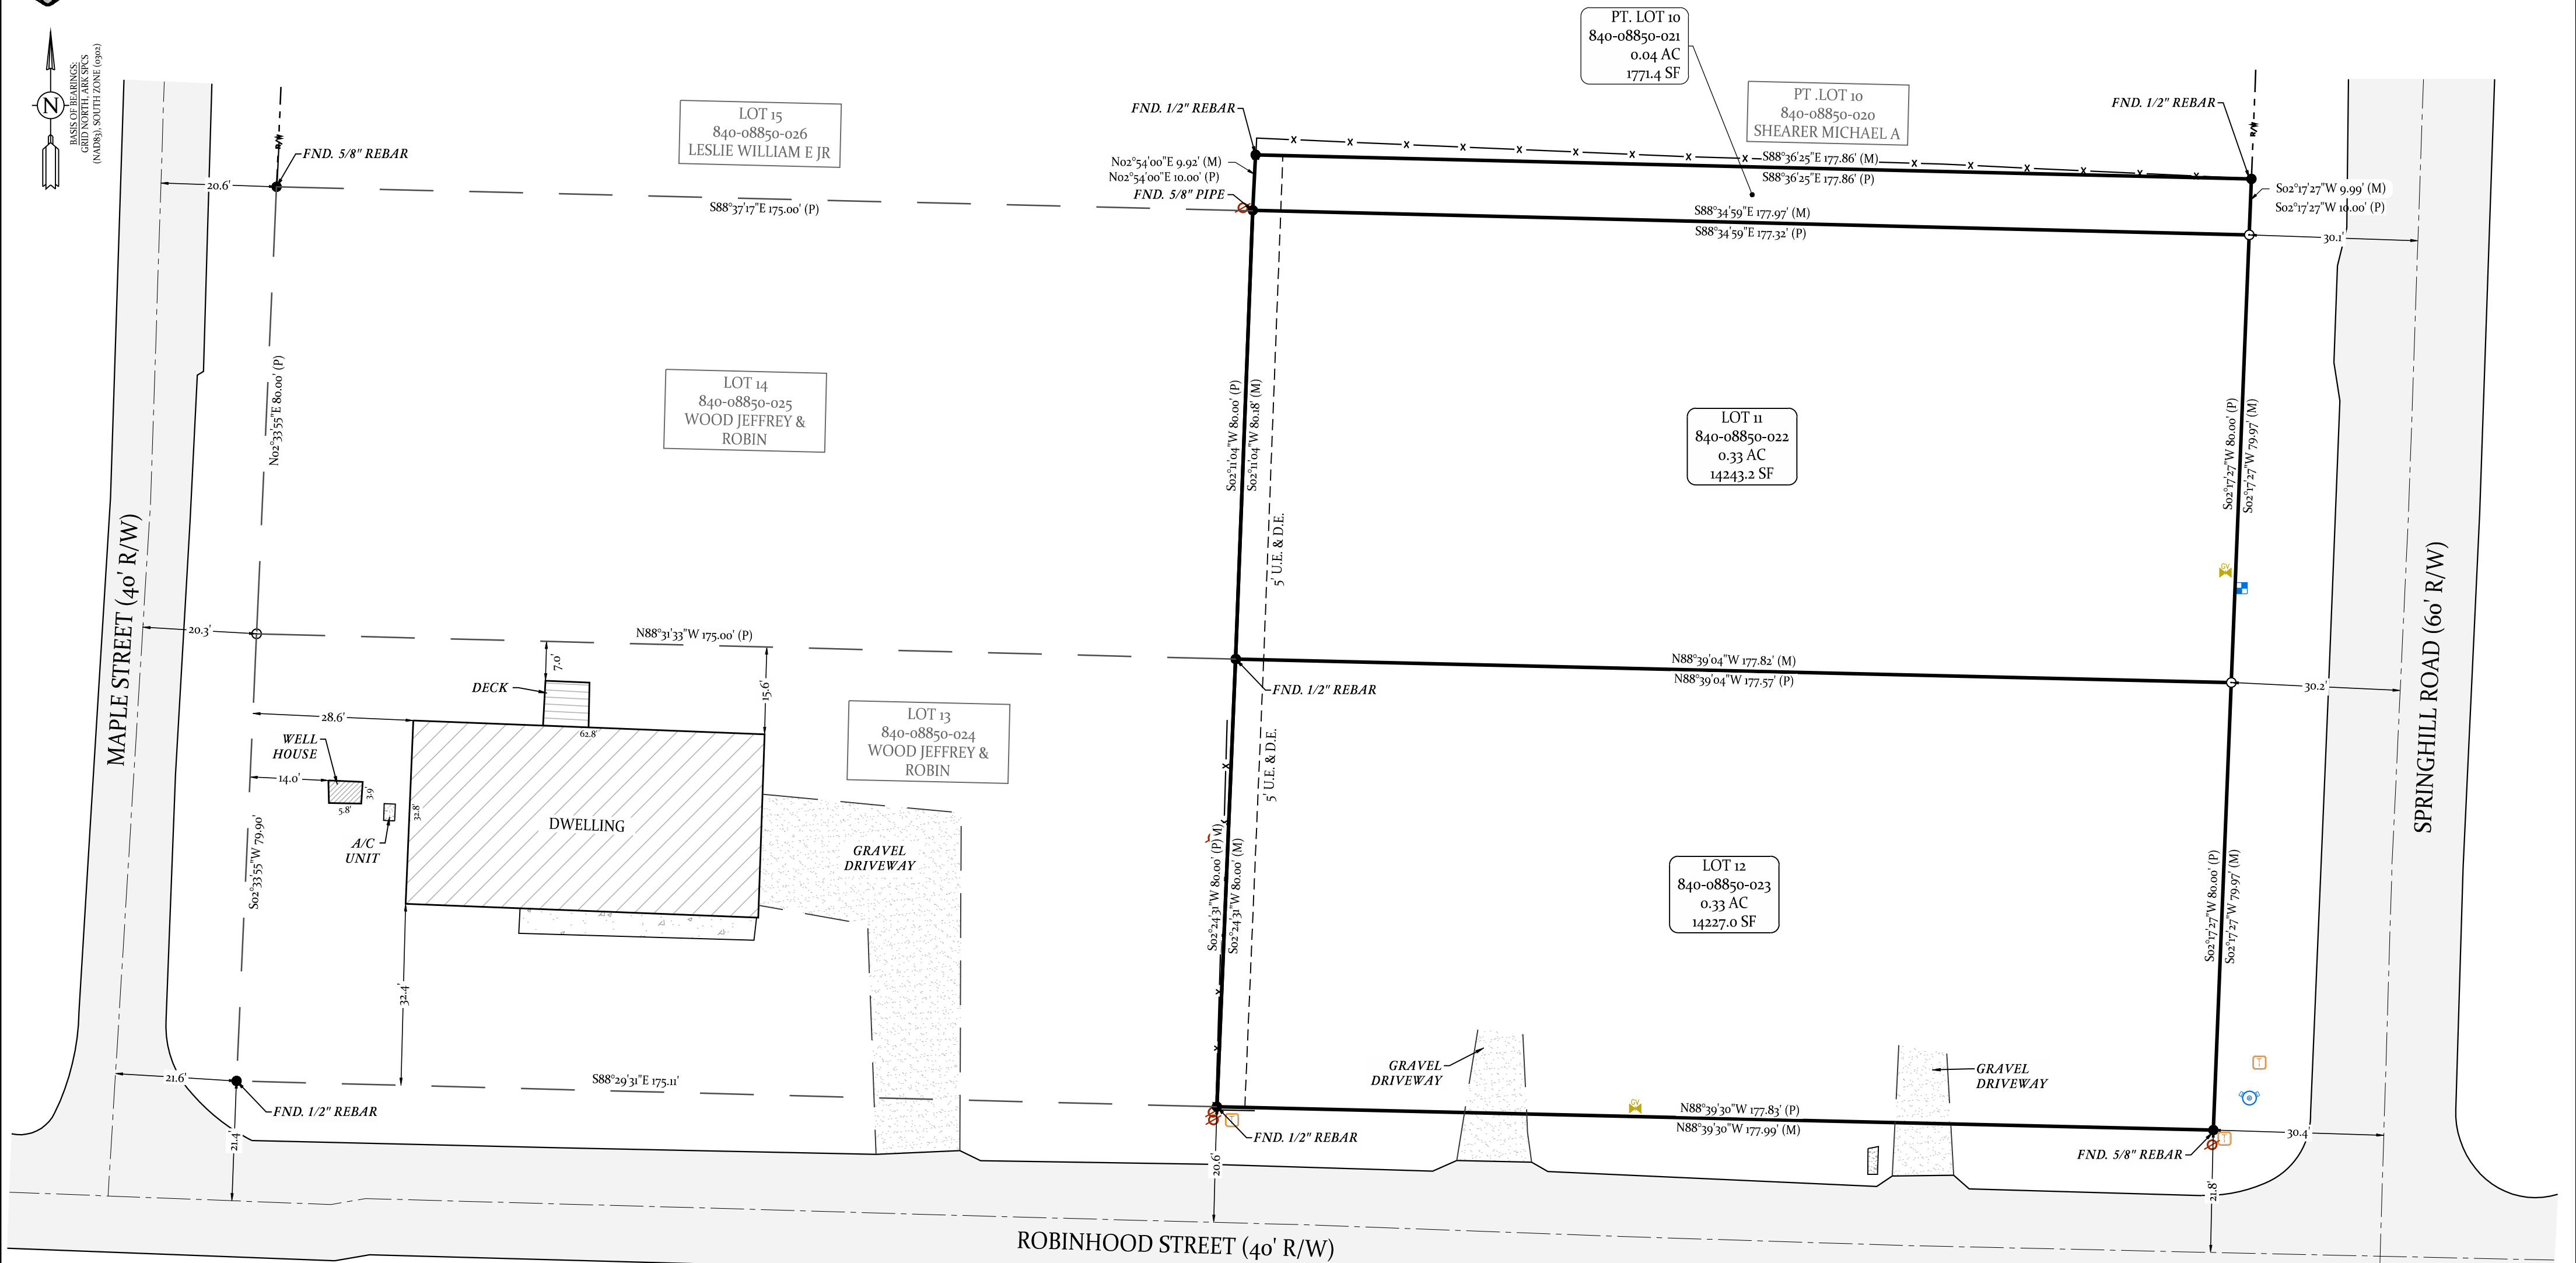 PT. LOT 10
840-08850-021
0.04 AC
1771.4 SF
N
BASIS OF BEARINGS:
GRID NORTH, ARK SPCS
(NAD83), SOUTH ZONE (0302)
LOT 15
840-08850-026
LESLIE WILLIAM E JR
PT .LOT 10
840-08850-020
SHEARER MICHAEL A
FND. 1/2" REBAR
FND. 1/2" REBAR
R/W
R/W
FND. 5/8" REBAR
20.6'
N02°54'00"E 9.92' (M)
N02°54'00"E 10.00' (P)
FND. 5/8" PIPE
S88°36'25"E 177.86' (M)
S88°36'25"E 177.86' (P)
S02°17'27"W 9.99' (M)
S02°17'27"W 10.00' (P)
S88°37'17"E 175.00' (P)
S88°34'59"E 177.97' (M)
S88°34'59"E 177.32' (P)
30.1'
N02°33'55"E 80.00' (P)
LOT 14
840-08850-025
WOOD JEFFREY &
ROBIN
S02°11'04"W 80.00' (P)
S02°11'04"W 80.18' (M)
LOT 11
840-08850-022
0.33 AC
14243.2 SF
S02°17'27"W 80.00' (P)
S02°17'27"W 79.97' (M)
5' U.E. & D.E.
GV
MAPLE STREET (40' R/W)
SPRINGHILL ROAD (60' R/W)
20.3'
N88°31'33"W 175.00' (P)
7.0'
15.6'
DECK
N88°39'04"W 177.82' (M)
N88°39'04"W 177.57' (P)
FND. 1/2" REBAR
30.2'
28.6'
62.8'
WELL
HOUSE
14.0'
5.8'
3.9'
32.8'
A/C
UNIT
DWELLING
LOT 13
840-08850-024
WOOD JEFFREY &
ROBIN
5' U.E. & D.E.
GRAVEL
DRIVEWAY
S02°33'55"W 79.90'
S02°24'31"W 80.00' (P)
S02°24'31"W 80.00' (M)
LOT 12
840-08850-023
0.33 AC
14227.0 SF
S02°17'27"W 80.00' (P)
S02°17'27"W 79.97' (M)
32.4'
GRAVEL
DRIVEWAY
GRAVEL
DRIVEWAY
T
21.6'
S88°29'31"E 175.11'
FND. 1/2" REBAR
21.4'
GV
N88°39'30"W 177.83' (P)
N88°39'30"W 177.99' (M)
T
FND. 1/2" REBAR
T
30.4'
FND. 5/8" REBAR
20.6'
21.8'
ROBINHOOD STREET (40' R/W)